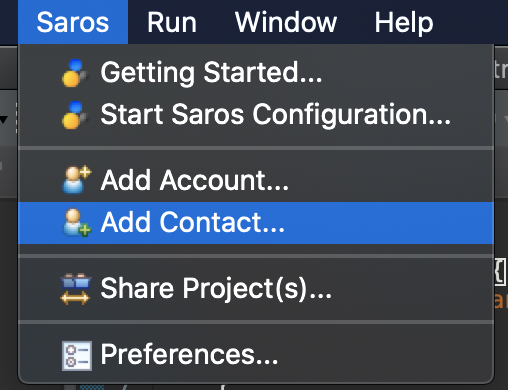 Saros Run Window Help
Getting Started...
Start Saros Configuration...
Add Account...
Add Contact...
Share Project(s)...
Preferences...